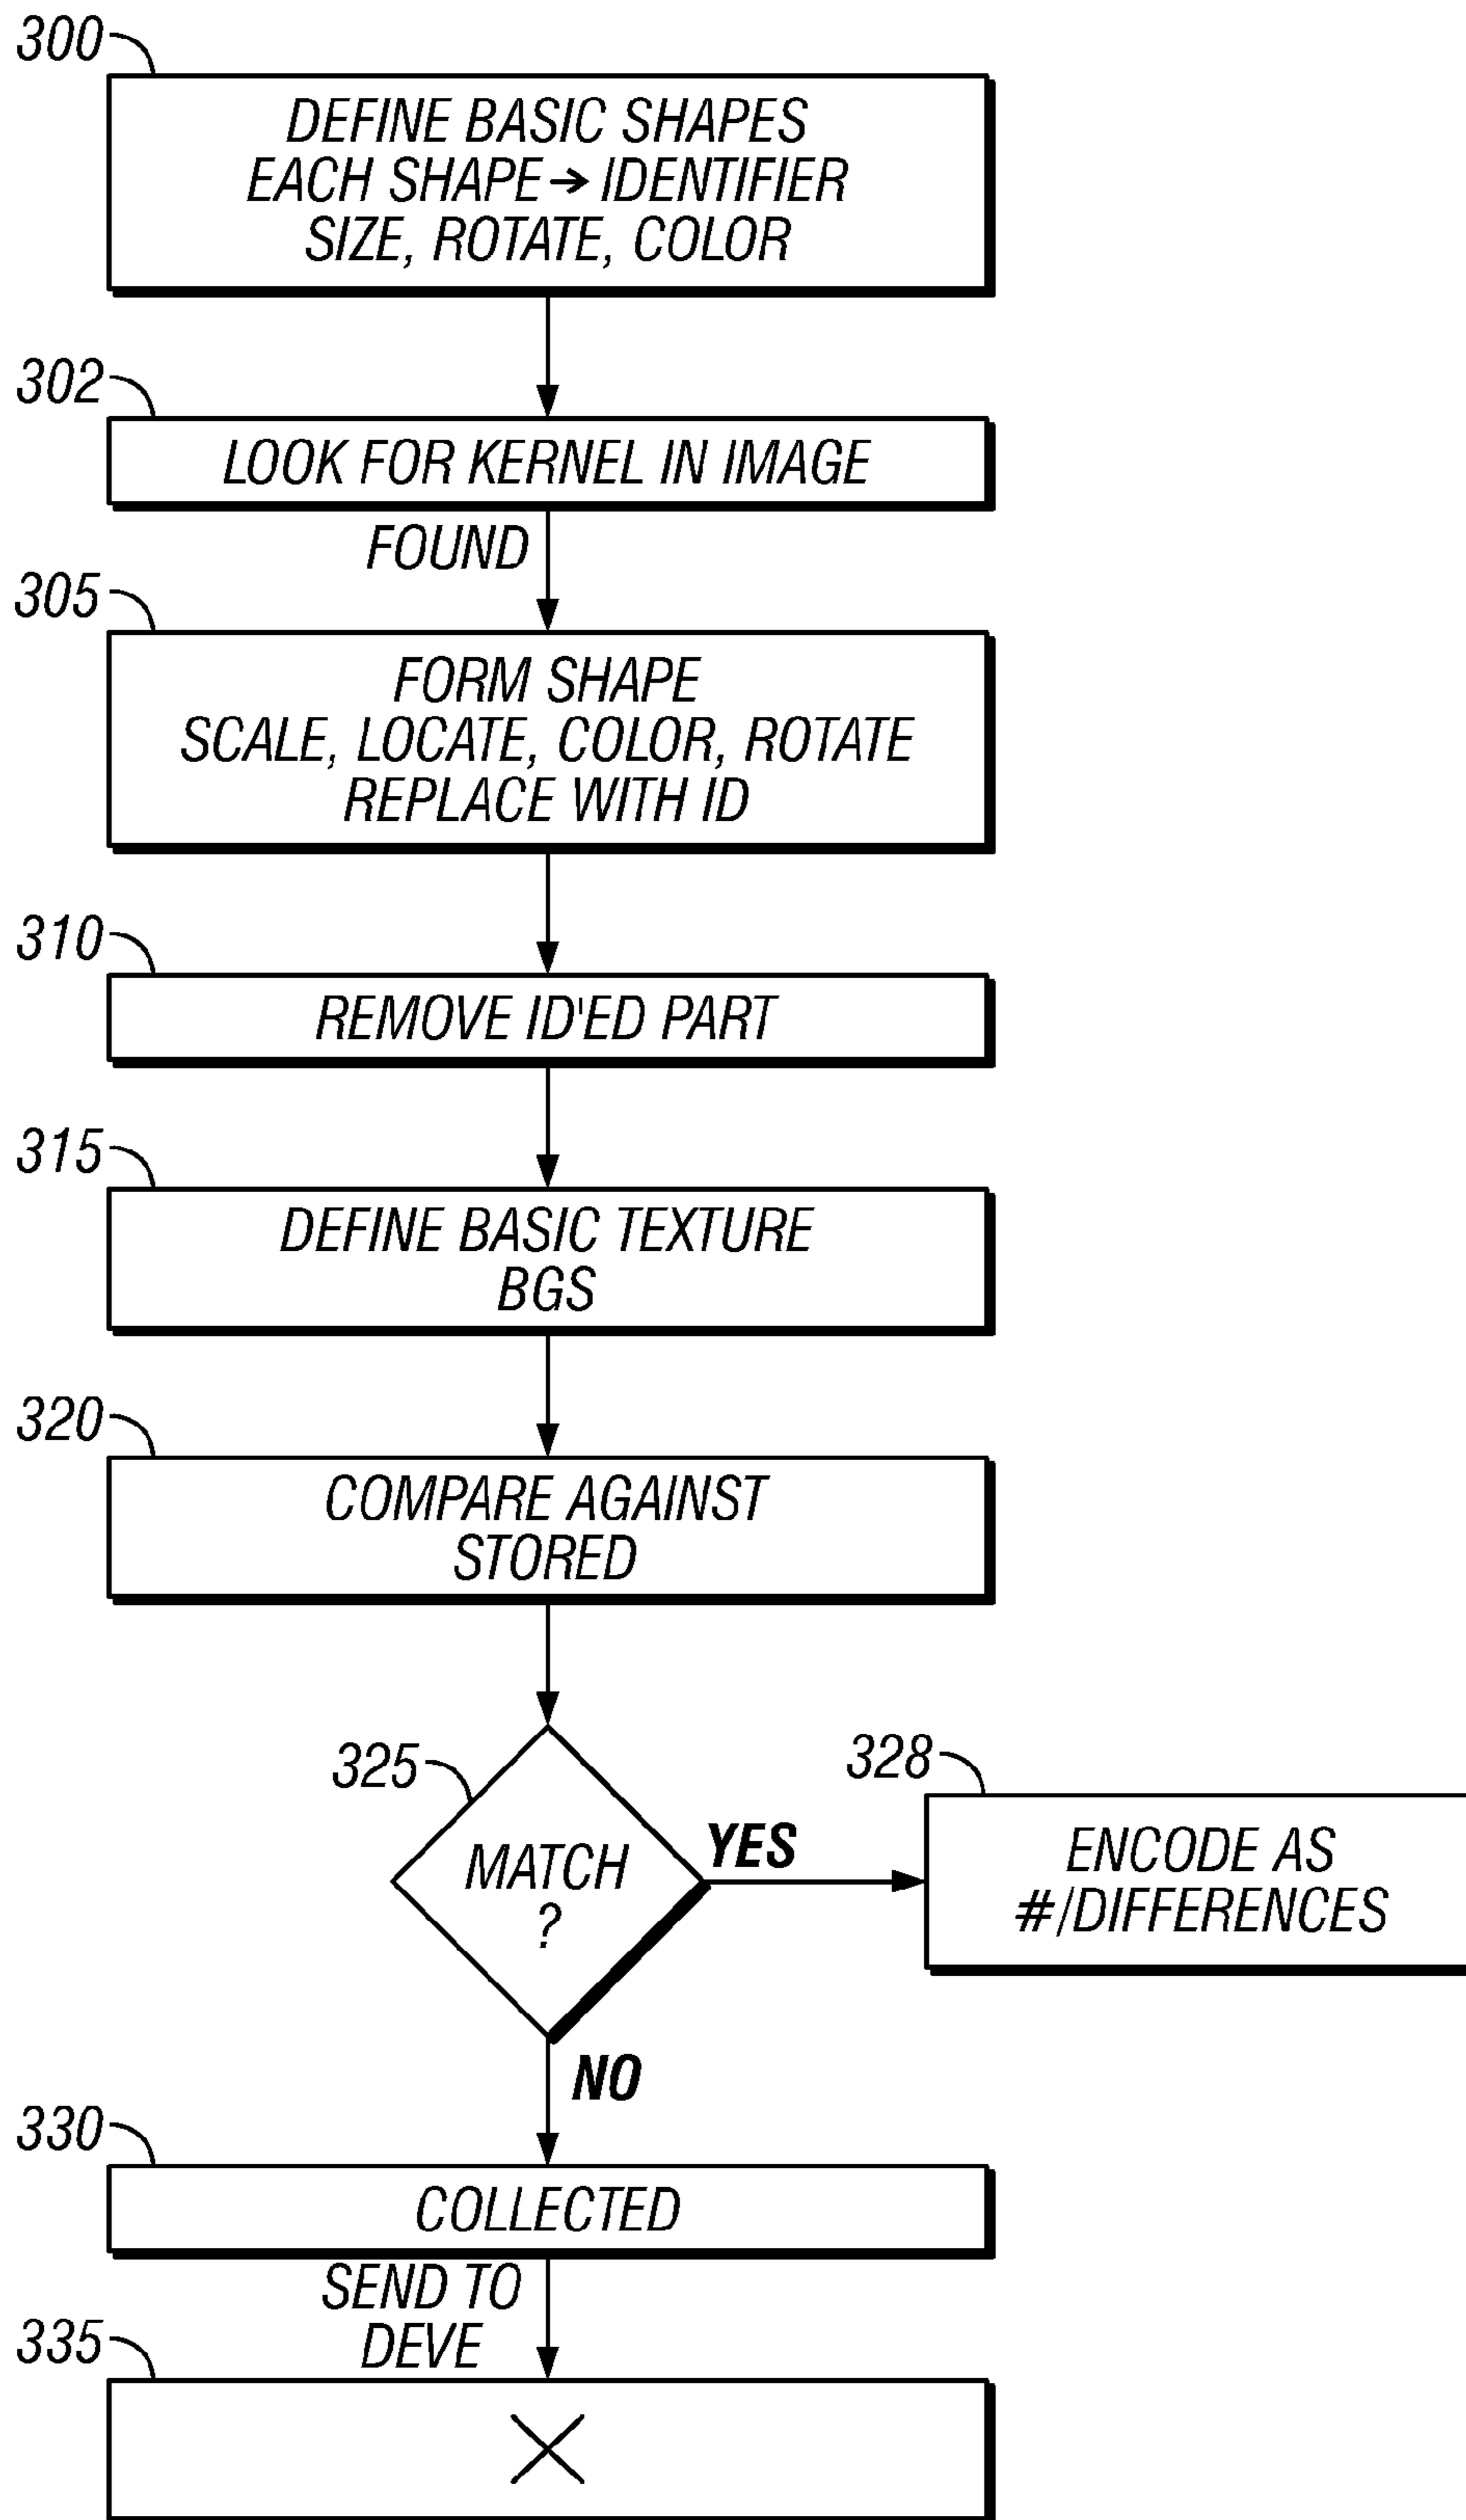 300
DEFINE BASIC SHAPES
EACH SHAPE → IDENTIFIER
SIZE, ROTATE, COLOR
302
LOOK FOR KERNEL IN IMAGE
FOUND
305
FORM SHAPE
SCALE, LOCATE, COLOR, ROTATE
REPLACE WITH ID
310
REMOVE ID'ED PART
315
DEFINE BASIC TEXTURE
BGS
320
COMPARE AGAINST
STORED
325
MATCH
?
YES
328
ENCODE AS
#/DIFFERENCES
NO
330
COLLECTED
SEND TO
DEVE
335